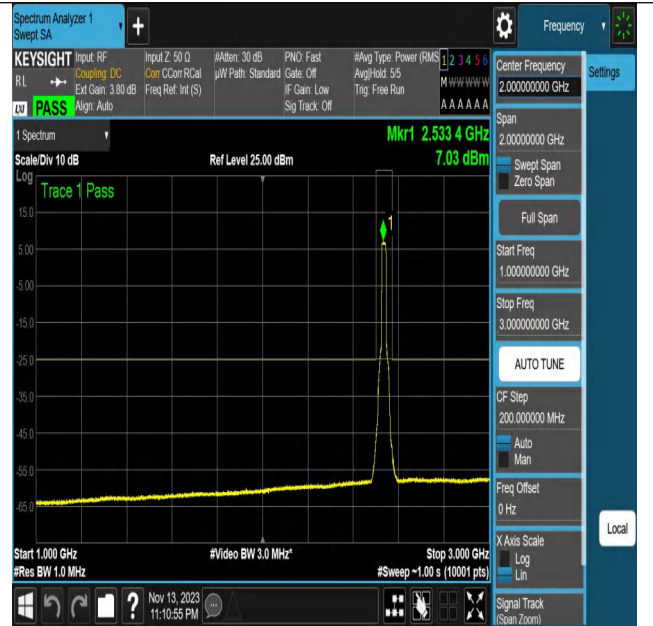 Spectrum Analyzer 1
Swept SA
+
Frequency
KEYSIGHT
RL
LXI
PASS
Input: RF
Coupling: DC
Ext Gain: 3.80 dB
Align: Auto
Input Z: 50 Ω
Corr CCorr RCal
Freq Ref: Int (S)
#Atten: 30 dB
µW Path: Standard
PNO: Fast
Gate: Off
IF Gain: Low
Sig Track: Off
#Avg Type: Power (RMS
Avg|Hold: 5/5
Trig: Free Run
1 2 3 4 5 6
M W W W W W
A A A A A A
1 Spectrum
Mkr1 2.533 4 GHz
Scale/Div 10 dB
Ref Level 25.00 dBm
7.03 dBm
Log
Trace 1 Pass
15.0
1
5.00
-5.00
-15.0
-25.0
-35.0
-45.0
-55.0
-65.0
Start 1.000 GHz
#Video BW 3.0 MHz*
Stop 3.000 GHz
#Res BW 1.0 MHz
#Sweep ~1.00 s (10001 pts)
?
Nov 13, 2023
11:10:55 PM
Center Frequency
2.000000000 GHz
Settings
Span
2.00000000 GHz
Swept Span
Zero Span
Full Span
Start Freq
1.000000000 GHz
Stop Freq
3.000000000 GHz
AUTO TUNE
CF Step
200.000000 MHz
Auto
Man
Freq Offset
0 Hz
Local
X Axis Scale
Log
Lin
Signal Track
(Span Zoom)